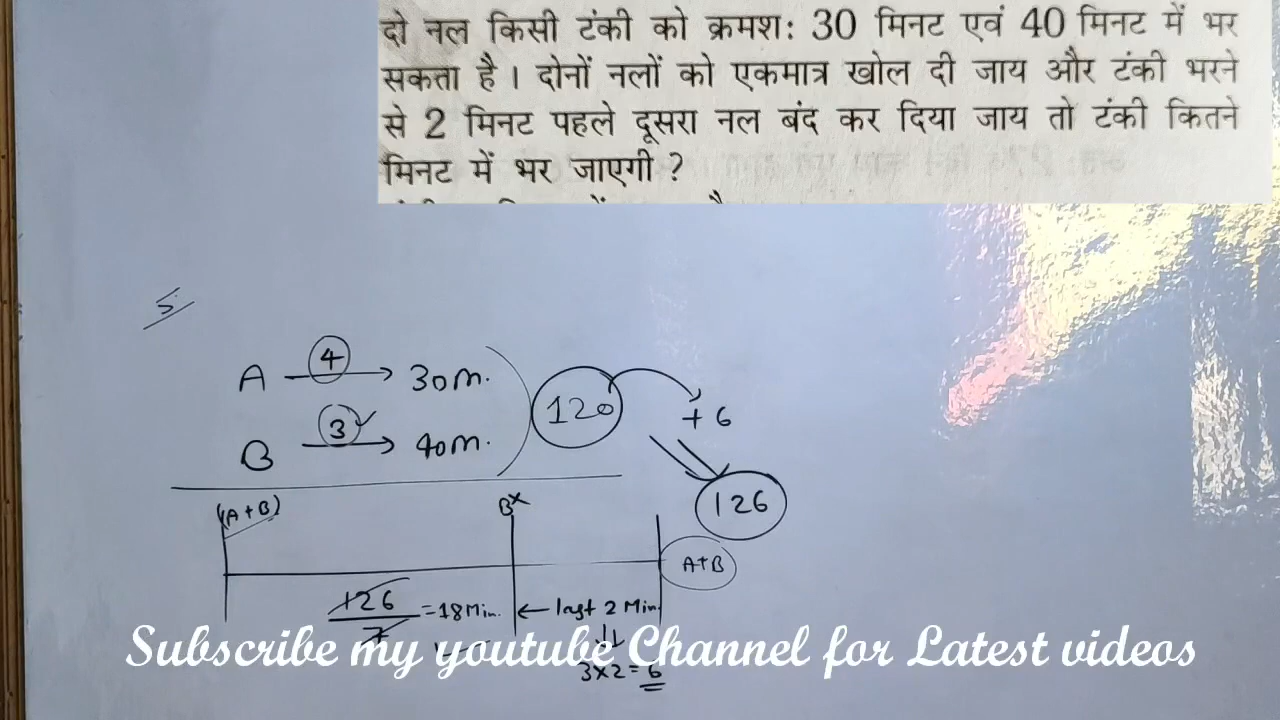 दो नल किसी टंकी को क्रमश: 30 मिनट एवं 40 मिनट में भर
सकता है । दोनों नलों को एकमात्र खोल दी जाय और टंकी भरने
से 2 मिनट पहले दूसरा नल बंद कर दिया जाय तो टंकी कितने
मिनट में भर जाएगी ?
5.
A 4 → 30m.
B 3 → 40m.
120
+ 6
126
(A+B)
B×
A+B
126/7 = 18 Min.
← last 2 Min.
3×2=6
Subscribe my youtube Channel for Latest videos